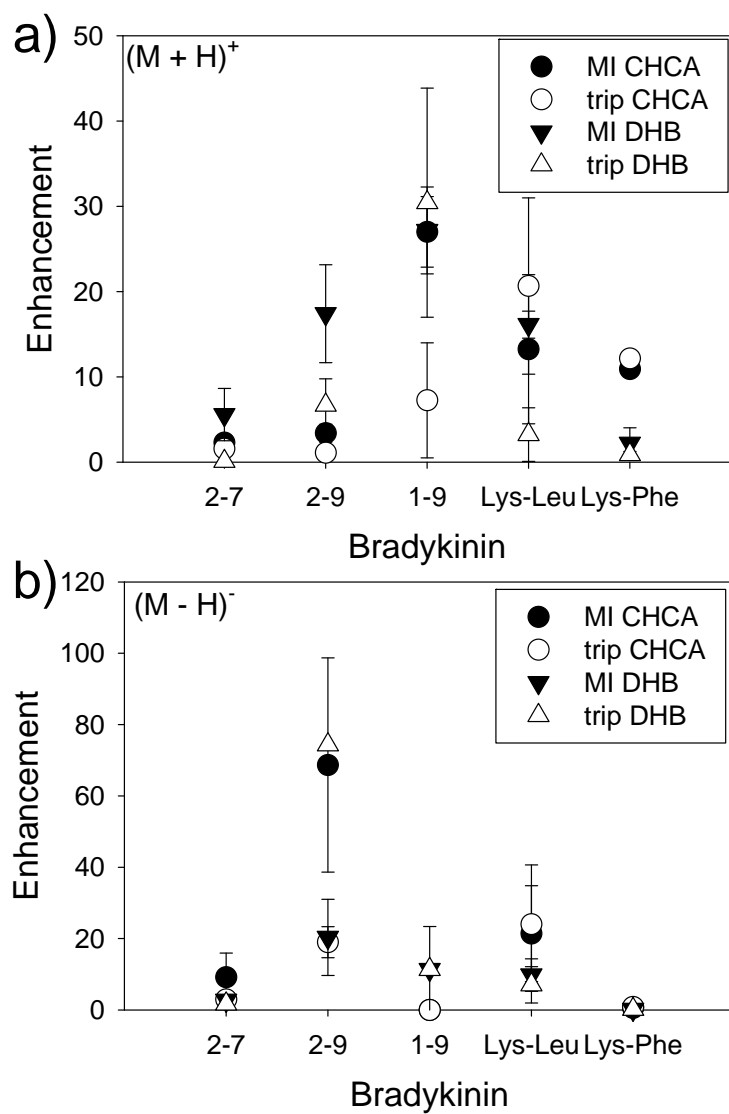 a)
(M + H)⁺
MI CHCA
trip CHCA
MI DHB
trip DHB
Enhancement
50
40
30
20
10
0
2-7 2-9 1-9 Lys-Leu Lys-Phe
Bradykinin
b)
(M - H)⁻
MI CHCA
trip CHCA
MI DHB
trip DHB
Enhancement
120
100
80
60
40
20
0
2-7 2-9 1-9 Lys-Leu Lys-Phe
Bradykinin